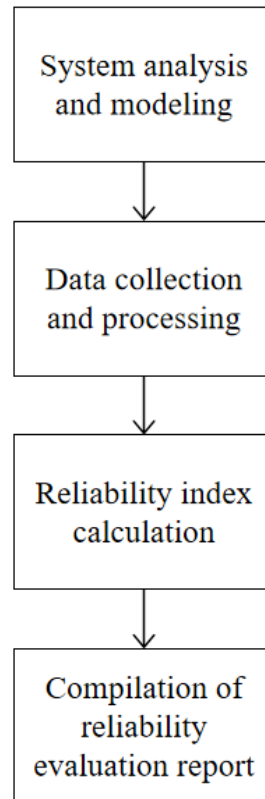 System analysis
and modeling
Data collection
and processing
Reliability index
calculation
Compilation of
reliability
evaluation report